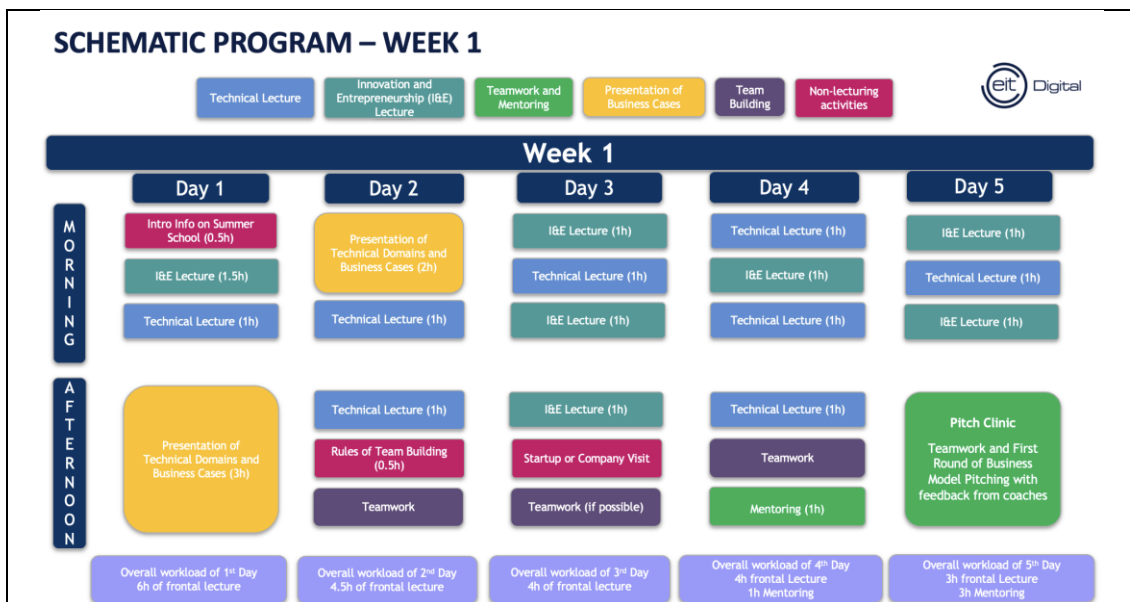 SCHEMATIC PROGRAM – WEEK 1
Technical Lecture
Innovation and
Entrepreneurship (I&E)
Lecture
Teamwork and
Mentoring
Presentation of
Business Cases
Team
Building
Non-lecturing
activities
eit Digital
Week 1
Day 1
Day 2
Day 3
Day 4
Day 5
MORNING
Intro Info on Summer
School (0.5h)
I&E Lecture (1.5h)
Technical Lecture (1h)
Presentation of
Technical Domains and
Business Cases (2h)
Technical Lecture (1h)
I&E Lecture (1h)
Technical Lecture (1h)
I&E Lecture (1h)
Technical Lecture (1h)
I&E Lecture (1h)
Technical Lecture (1h)
I&E Lecture (1h)
Technical Lecture (1h)
I&E Lecture (1h)
AFTERNOOON
Presentation of
Technical Domains and
Business Cases (3h)
Technical Lecture (1h)
Rules of Team Building
(0.5h)
Teamwork
I&E Lecture (1h)
Startup or Company Visit
Teamwork (if possible)
Technical Lecture (1h)
Teamwork
Mentoring (1h)
Pitch Clinic
Teamwork and First
Round of Business
Model Pitching with
feedback from coaches
Overall workload of 1st Day
6h of frontal lecture
Overall workload of 2nd Day
4.5h of frontal lecture
Overall workload of 3rd Day
4h of frontal lecture
Overall workload of 4th Day
4h frontal Lecture
1h Mentoring
Overall workload of 5th Day
3h frontal Lecture
3h Mentoring